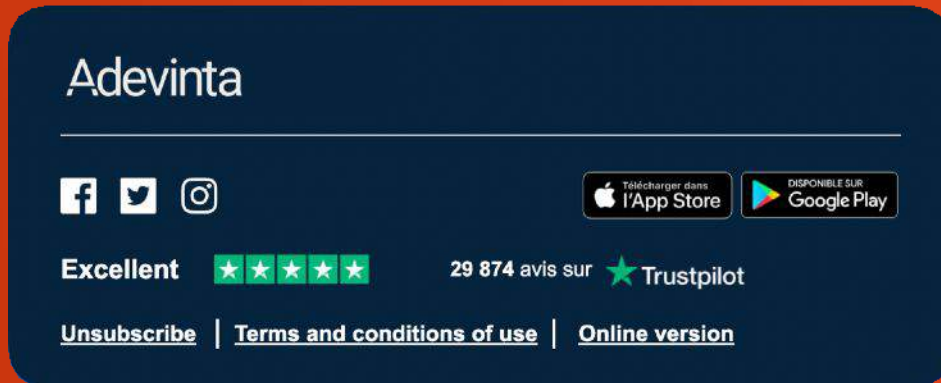 Adevinta
Télécharger dans
l'App Store
DISPONIBLE SUR
Google Play
Excellent
29 874 avis sur Trustpilot
Unsubscribe | Terms and conditions of use | Online version